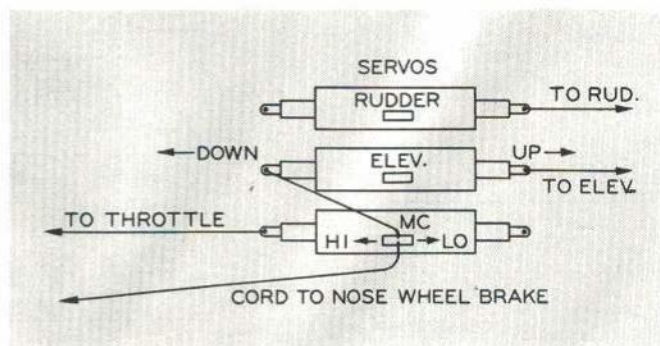 SERVOS
RUDDER
TO RUD.
DOWN
ELEV.
UP
TO ELEV.
TO THROTTLE
MC
HI
LO
CORD TO NOSE WHEEL BRAKE